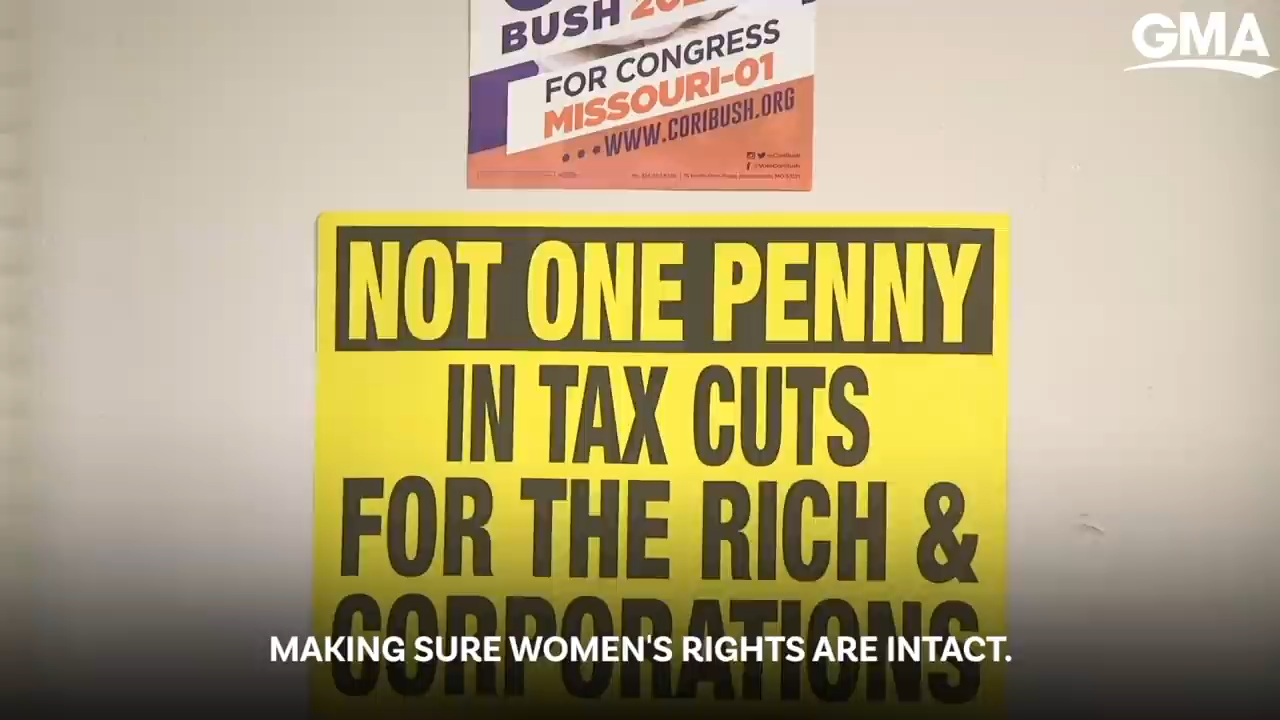 GMA
BUSH
FOR CONGRESS
MISSOURI-01
WWW.CORIBUSH.ORG
NOT ONE PENNY
IN TAX CUTS
FOR THE RICH &
CORPORATIONS
MAKING SURE WOMEN'S RIGHTS ARE INTACT.